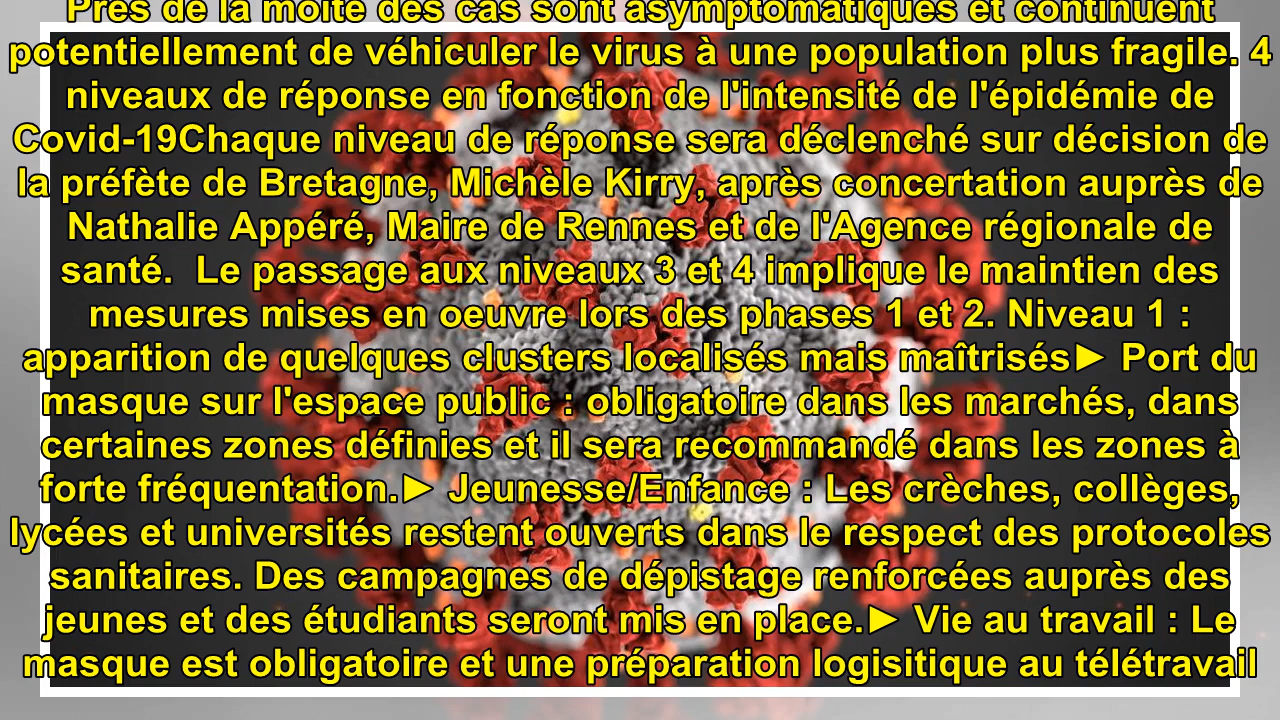 Près de la moité des cas sont asymptomatiques et continuent
potentiellement de véhiculer le virus à une population plus fragile. 4
niveaux de réponse en fonction de l'intensité de l'épidémie de
Covid-19Chaque niveau de réponse sera déclenché sur décision de
la préfète de Bretagne, Michèle Kirry, après concertation auprès de
Nathalie Appéré, Maire de Rennes et de l'Agence régionale de
santé.  Le passage aux niveaux 3 et 4 implique le maintien des
mesures mises en oeuvre lors des phases 1 et 2. Niveau 1 :
apparition de quelques clusters localisés mais maîtrisés► Port du
masque sur l'espace public : obligatoire dans les marchés, dans
certaines zones définies et il sera recommandé dans les zones à
forte fréquentation.► Jeunesse/Enfance : Les crèches, collèges,
lycées et universités restent ouverts dans le respect des protocoles
sanitaires. Des campagnes de dépistage renforcées auprès des
jeunes et des étudiants seront mis en place.► Vie au travail : Le
masque est obligatoire et une préparation logisitique au télétravail